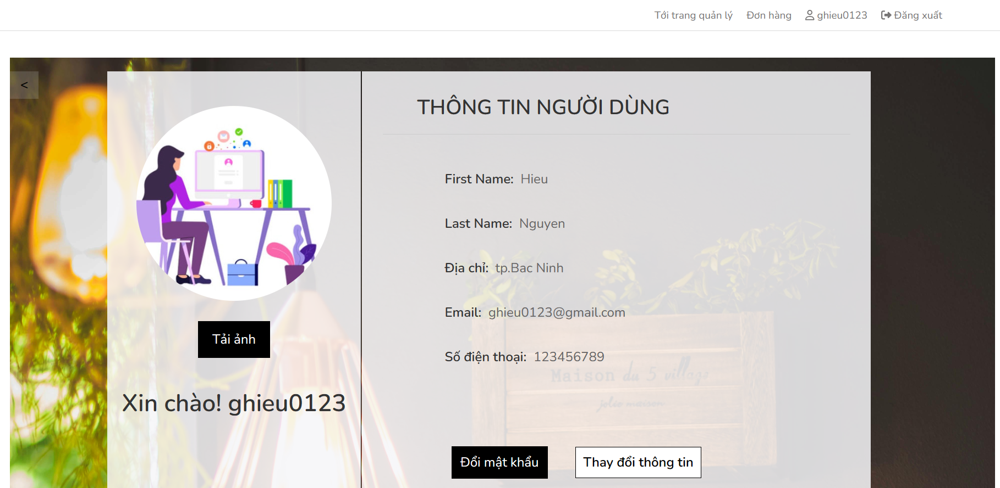 Tới trang quản lý Đơn hàng ghieu0123 Đăng xuất
<
THÔNG TIN NGƯỜI DÙNG
First Name: Hieu
Last Name: Nguyen
Địa chỉ: tp.Bac Ninh
Email: ghieu0123@gmail.com
Số điện thoại: 123456789
Maison du 5 village
jolie maison
Tải ảnh
Xin chào! ghieu0123
Đổi mật khẩu Thay đổi thông tin